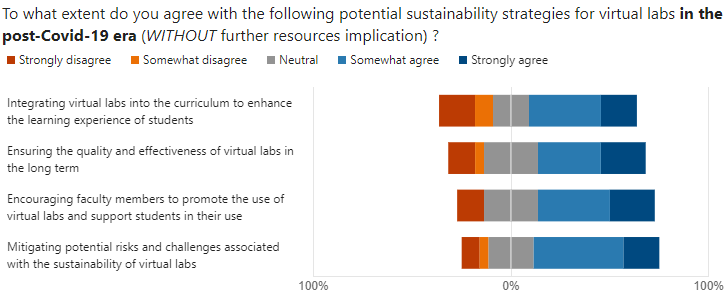 To what extent do you agree with the following potential sustainability strategies for virtual labs in the
post-Covid-19 era (WITHOUT further resources implication) ?
Strongly disagree Somewhat disagree Neutral Somewhat agree Strongly agree
Integrating virtual labs into the curriculum to enhance
the learning experience of students
Ensuring the quality and effectiveness of virtual labs in
the long term
Encouraging faculty members to promote the use of
virtual labs and support students in their use
Mitigating potential risks and challenges associated
with the sustainability of virtual labs
100% 0% 100%